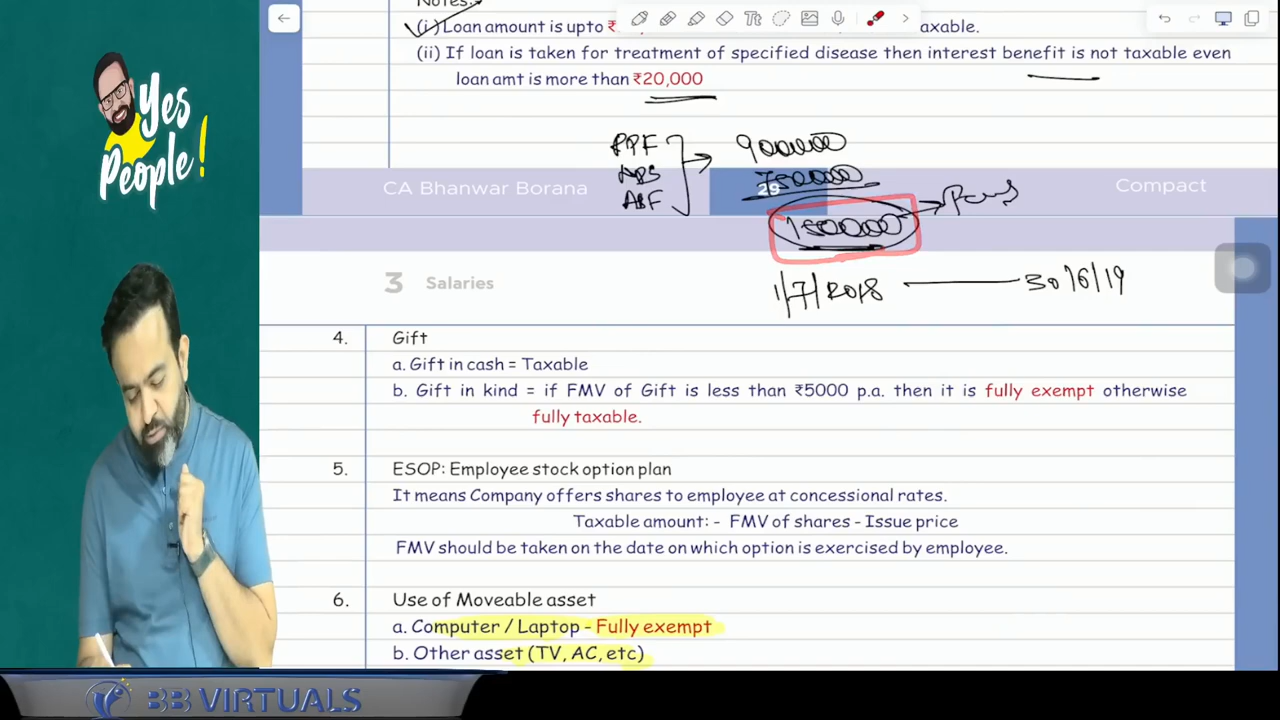 Notes:
(i) Loan amount is upto ₹ axable.
(ii) If loan is taken for treatment of specified disease then interest benefit is not taxable even
loan amt is more than ₹20,000
Yes
People!
PPF
900000
CA Bhanwar Borana
29
Compact
3 Salaries
1/7/2018 30/6/19
4. Gift
a. Gift in cash = Taxable
b. Gift in kind = if FMV of Gift is less than ₹5000 p.a. then it is fully exempt otherwise
fully taxable.
5. ESOP: Employee stock option plan
It means Company offers shares to employee at concessional rates.
Taxable amount: - FMV of shares - Issue price
FMV should be taken on the date on which option is exercised by employee.
6. Use of Moveable asset
a. Computer / Laptop - Fully exempt
b. Other asset (TV, AC, etc)
BB VIRTUALS